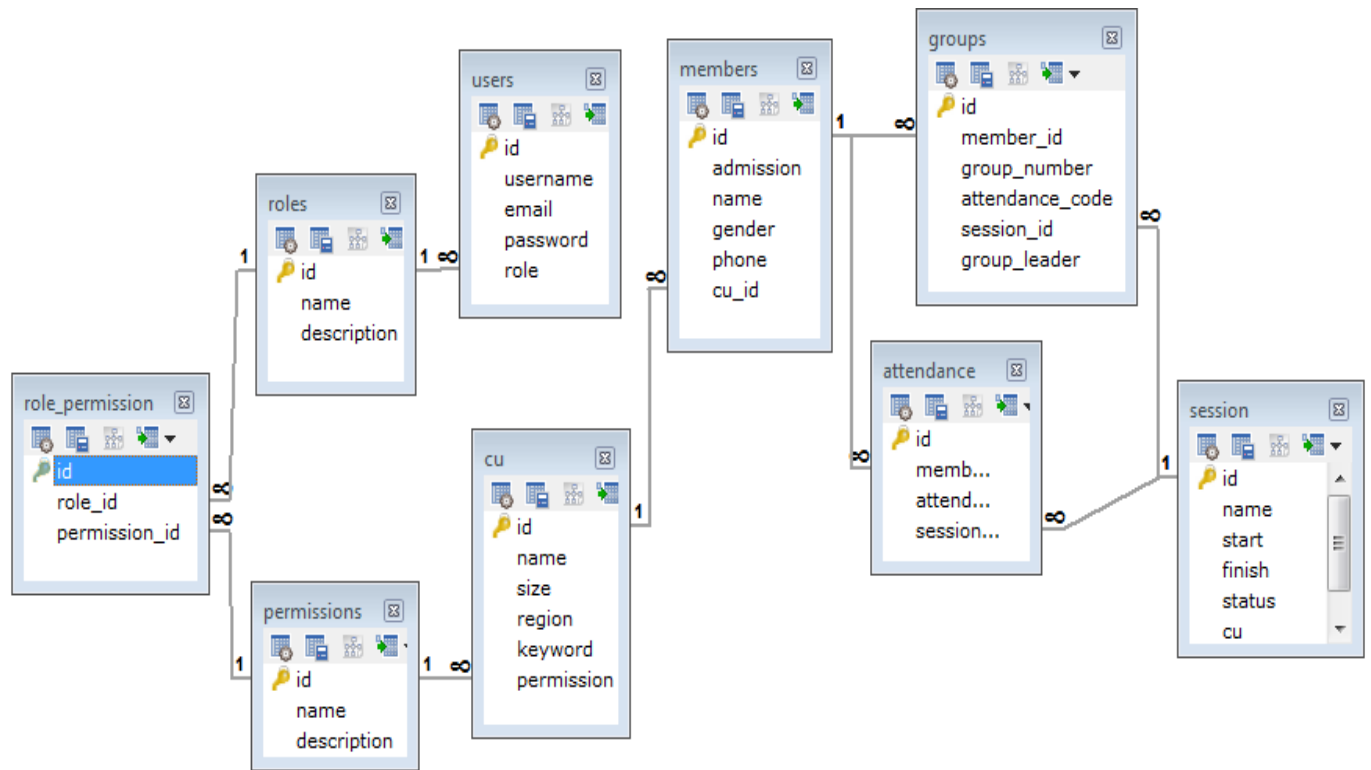 users
id
username
email
password
role
members
id
admission
name
gender
phone
cu_id
groups
id
member_id
group_number
attendance_code
session_id
group_leader
roles
id
name
description
role_permission
id
role_id
permission_id
cu
id
name
size
region
keyword
permission
attendance
id
memb...
attend...
session...
session
id
name
start
finish
status
cu
permissions
id
name
description
1
∞
1
∞
1
∞
1
∞
1
∞
1
∞
∞
∞
1
∞